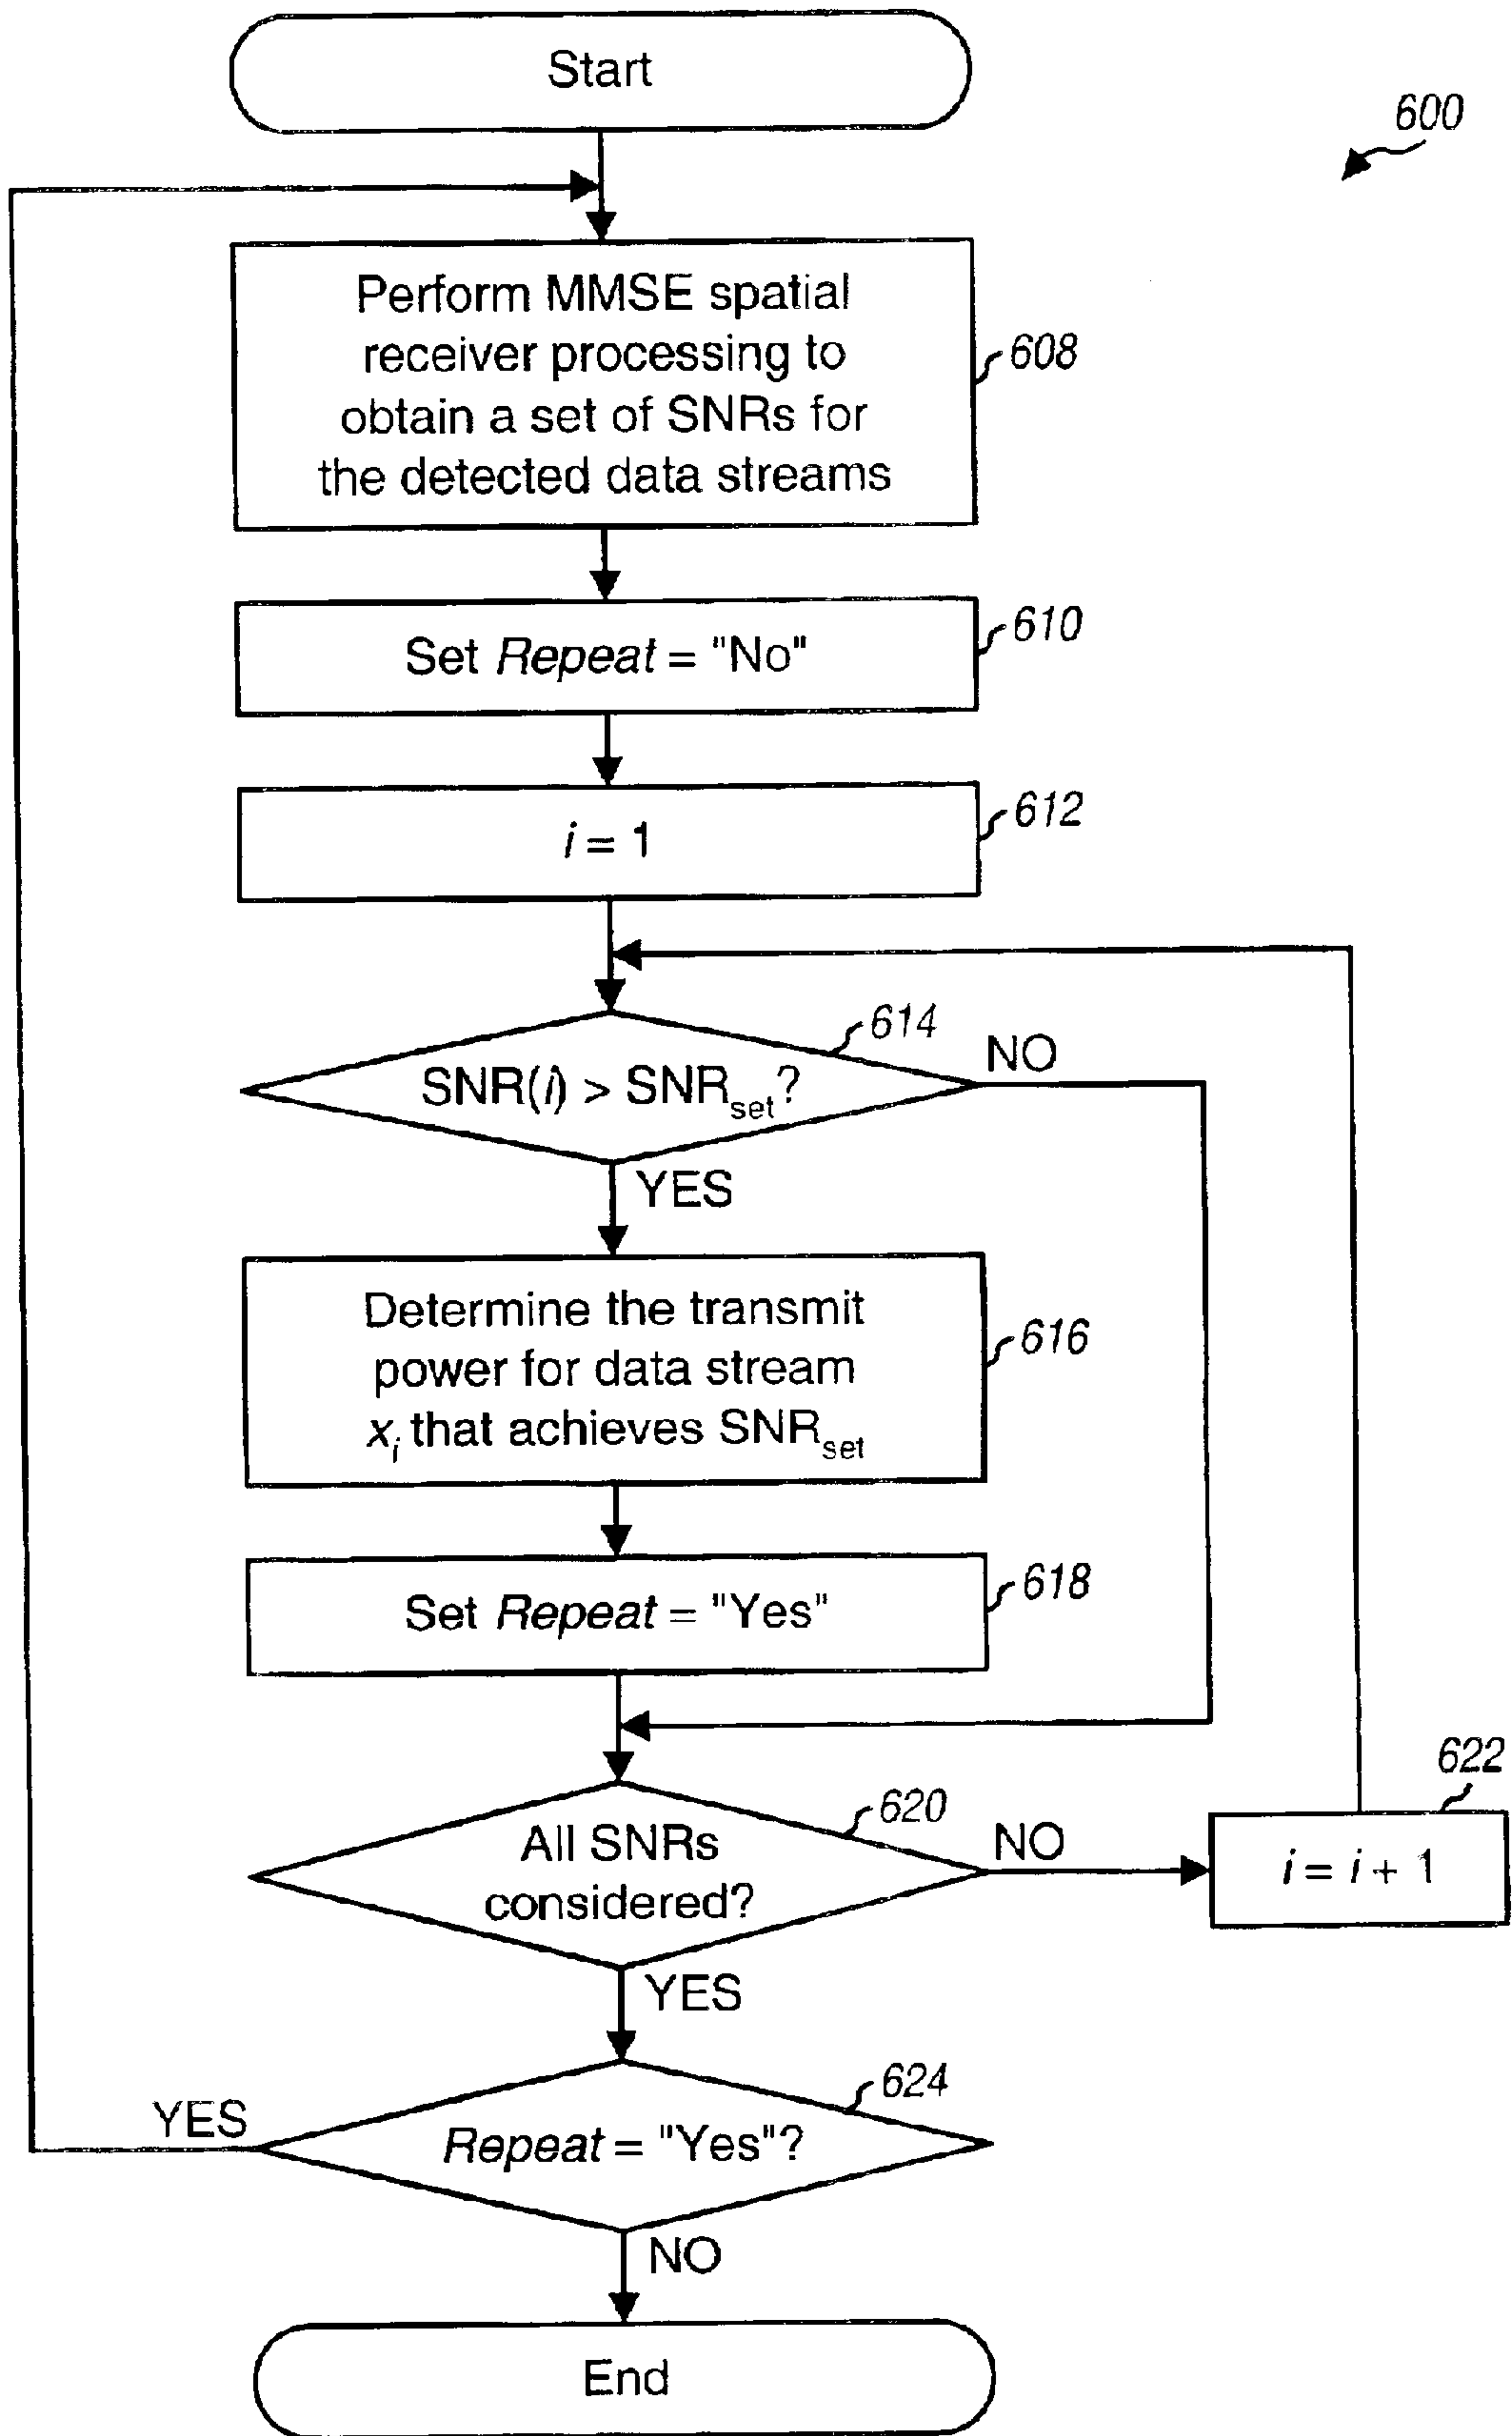 Start
600
Perform MMSE spatial
receiver processing to
obtain a set of SNRs for
the detected data streams
608
Set Repeat = "No"
610
i = 1
612
614
SNR(i) > SNRset?
NO
YES
Determine the transmit
power for data stream
xi that achieves SNRset
616
Set Repeat = "Yes"
618
620
All SNRs
considered?
NO
622
i = i + 1
YES
624
Repeat = "Yes"?
YES
NO
End